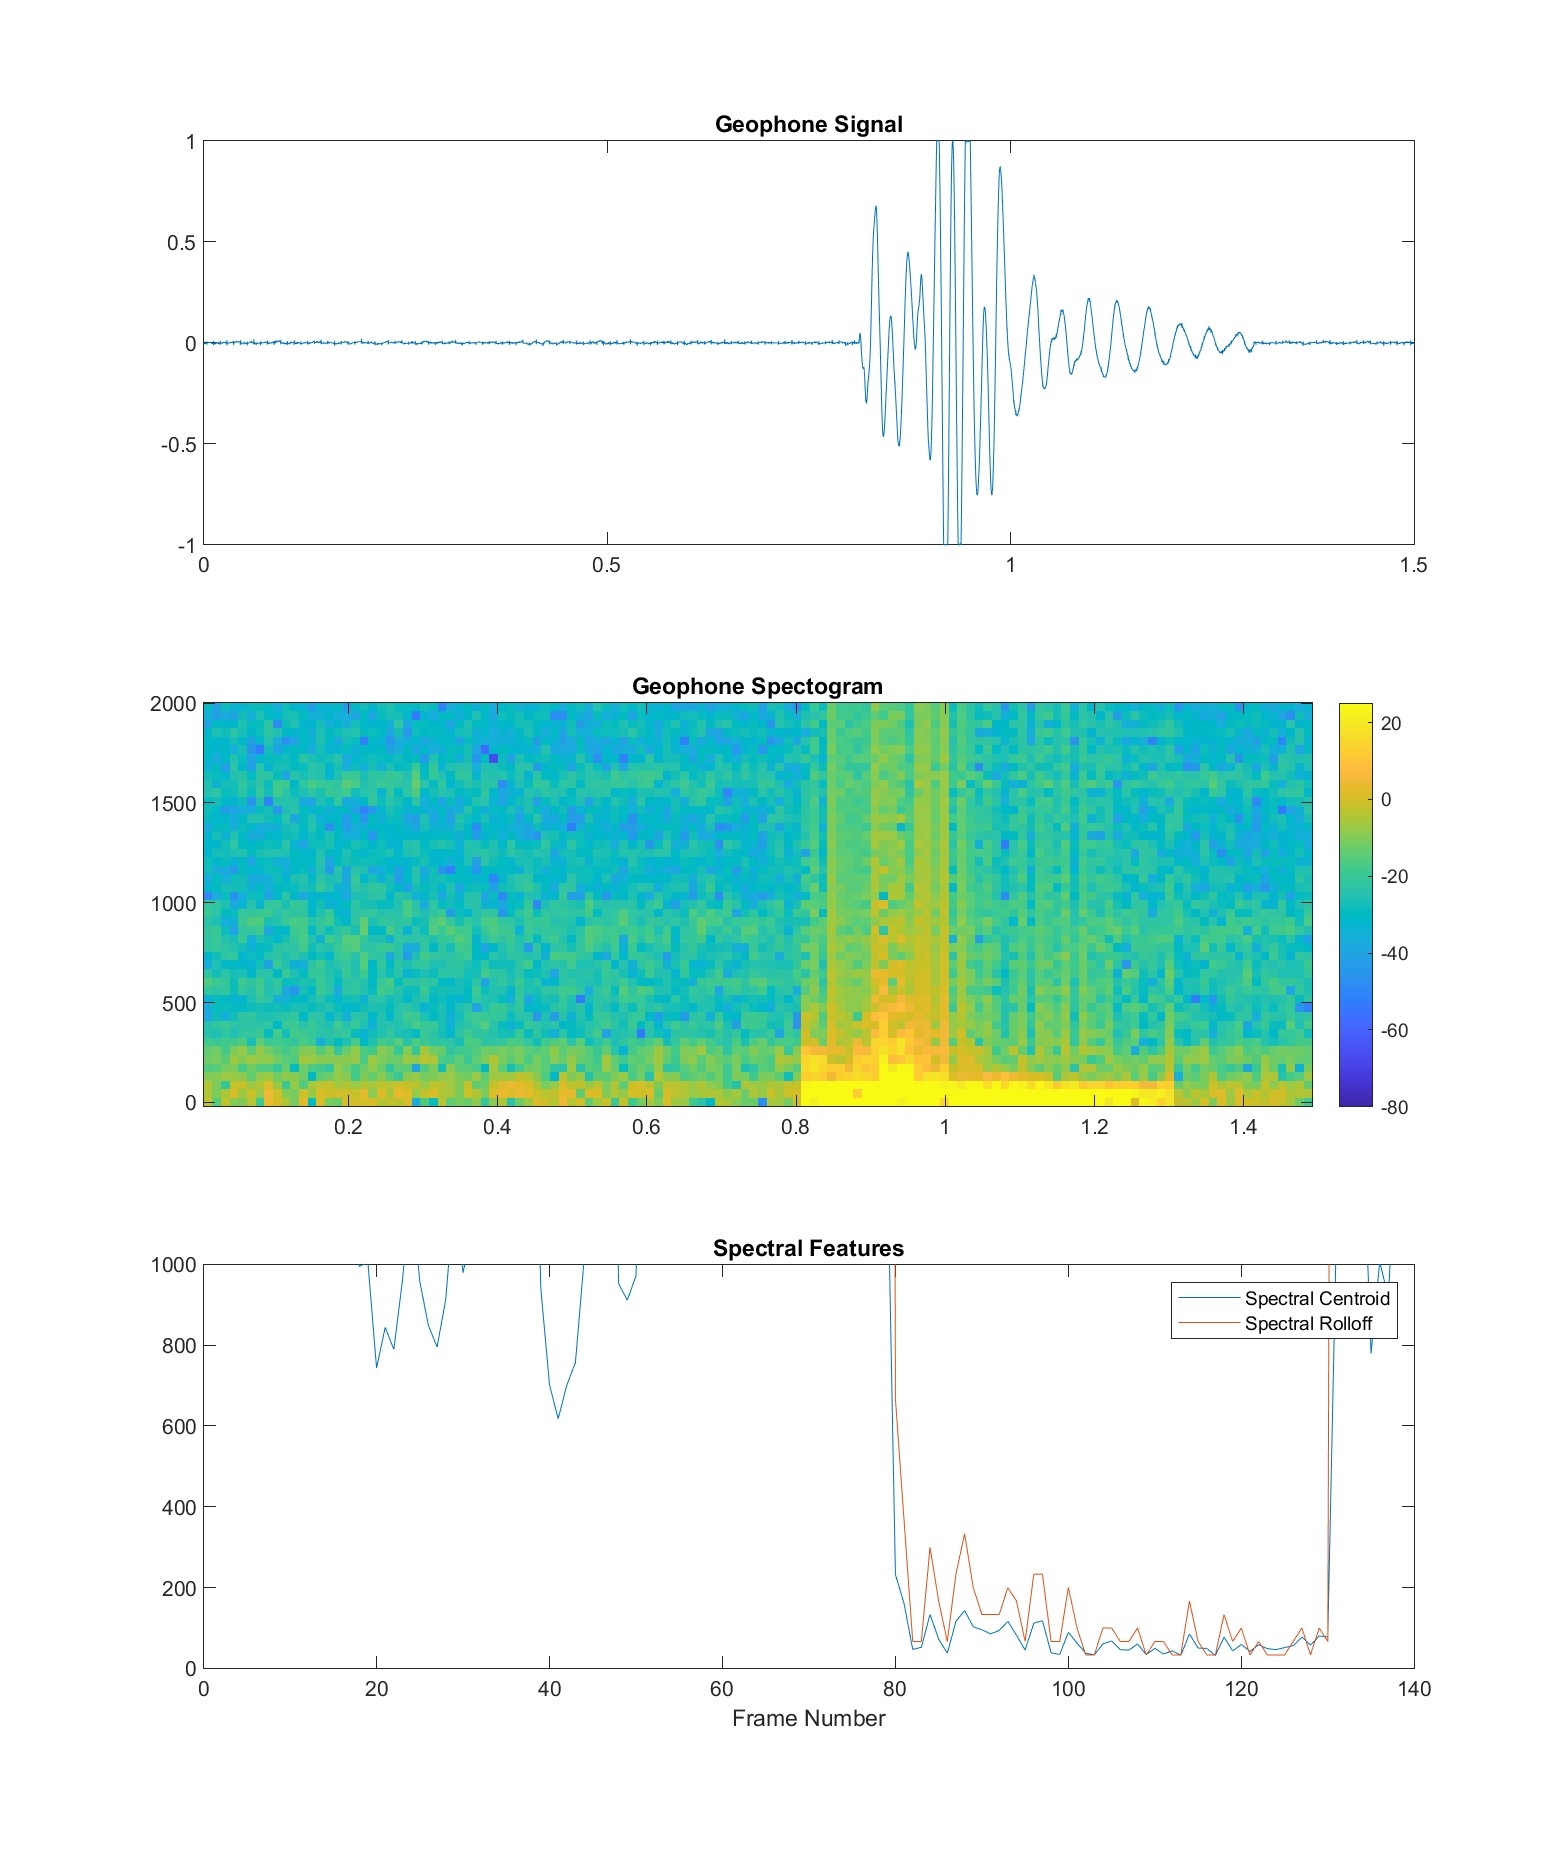 Geophone Signal
1
0.5
0
-0.5
-1
0 0.5 1 1.5
Geophone Spectogram
2000
1500
1000
500
0
0.2 0.4 0.6 0.8 1 1.2 1.4
20
0
-20
-40
-60
-80
Spectral Features
1000
800
600
400
200
0
Spectral Centroid
Spectral Rolloff
0 20 40 60 80 100 120 140
Frame Number